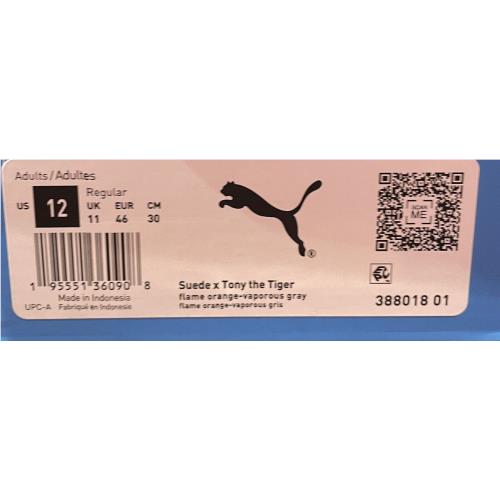 Adults/Adultes
Regular
US 12 UK EUR CM
11 46 30
SCAN ME
1 95551 36090 8
UPC-A
Made in Indonesia
Fabriqué en Indonésie
Suede x Tony the Tiger
flame orange-vaporous gray
flame orange-vaporous gris
388018 01
®